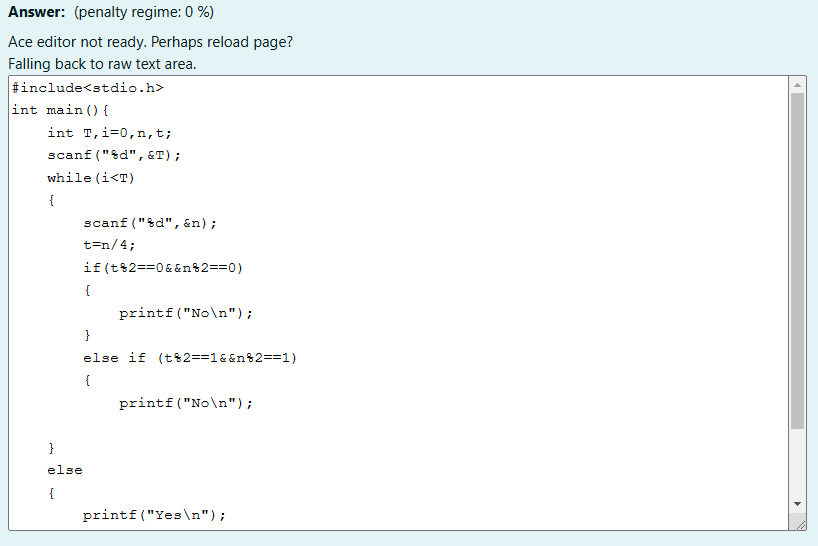 Answer: (penalty regime: 0 %)
Ace editor not ready. Perhaps reload page?
Falling back to raw text area.
#include<stdio.h>
int main(){
    int T,i=0,n,t;
    scanf("%d",&T);
    while(i<T)
    {
        scanf("%d",&n);
        t=n/4;
        if(t%2==0&&n%2==0)
        {
            printf("No\n");
        }
        else if (t%2==1&&n%2==1)
        {
            printf("No\n");

    }
    else
    {
        printf("Yes\n");